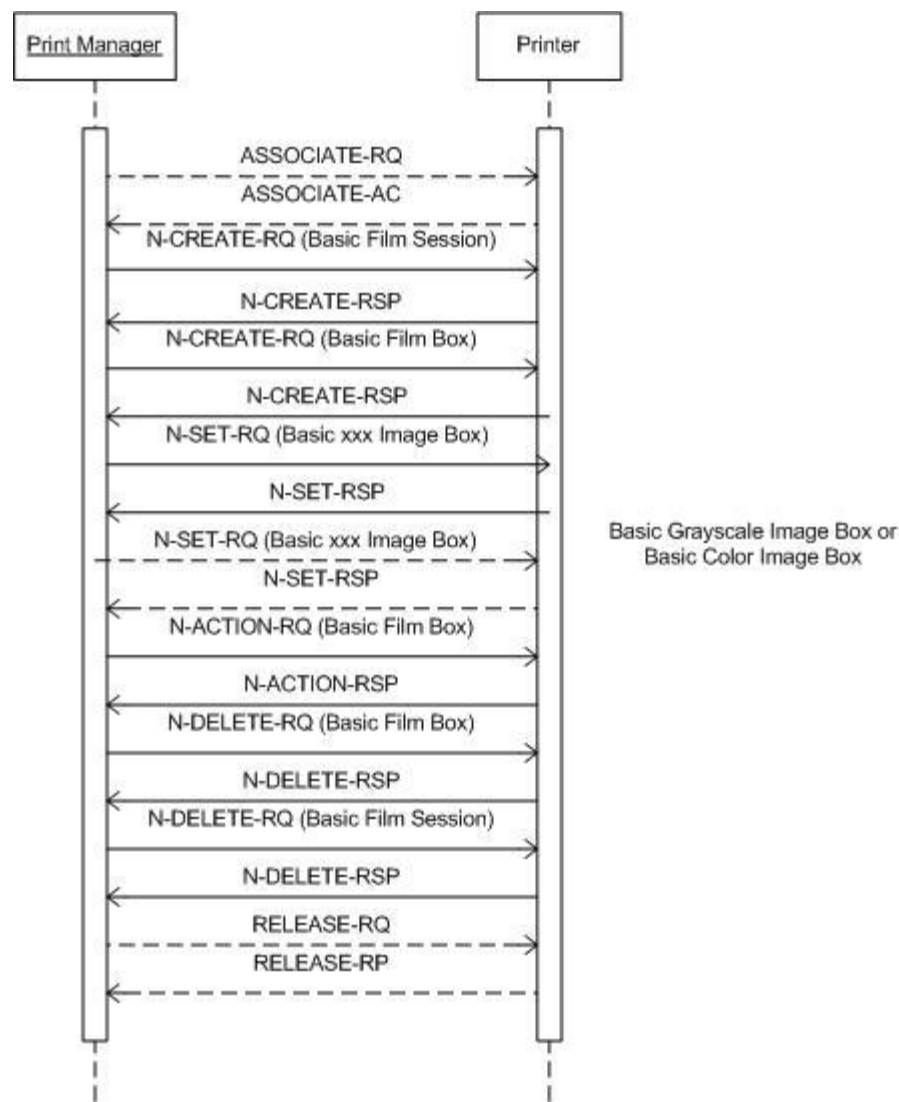 Print Manager
Printer
ASSOCIATE-RQ
ASSOCIATE-AC
N-CREATE-RQ (Basic Film Session)
N-CREATE-RSP
N-CREATE-RQ (Basic Film Box)
N-CREATE-RSP
N-SET-RQ (Basic xxx Image Box)
N-SET-RSP
N-SET-RQ (Basic xxx Image Box)
Basic Grayscale Image Box or
Basic Color Image Box
N-SET-RSP
N-ACTION-RQ (Basic Film Box)
N-ACTION-RSP
N-DELETE-RQ (Basic Film Box)
N-DELETE-RSP
N-DELETE-RQ (Basic Film Session)
N-DELETE-RSP
RELEASE-RQ
RELEASE-RP